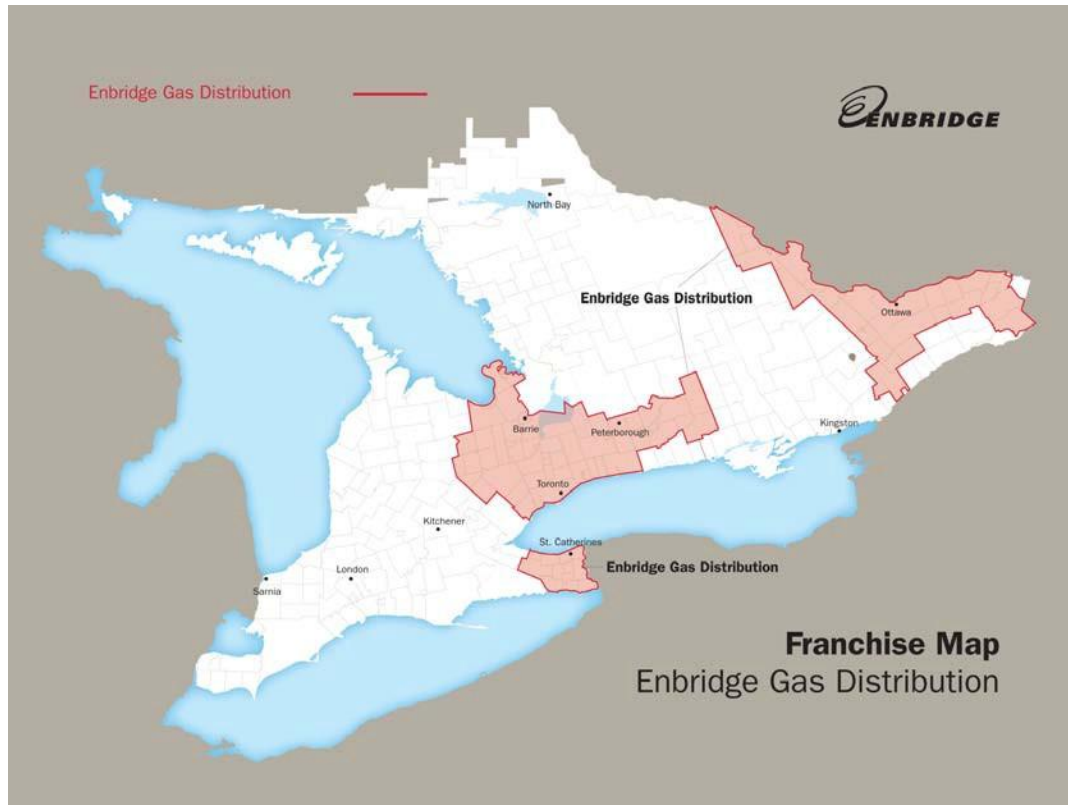 Enbridge Gas Distribution
ENBRIDGE
North Bay
Enbridge Gas Distribution
Ottawa
Barrie
Peterborough
Kingston
Toronto
Kitchener
St. Catherines
Enbridge Gas Distribution
London
Sarnia
Franchise Map
Enbridge Gas Distribution